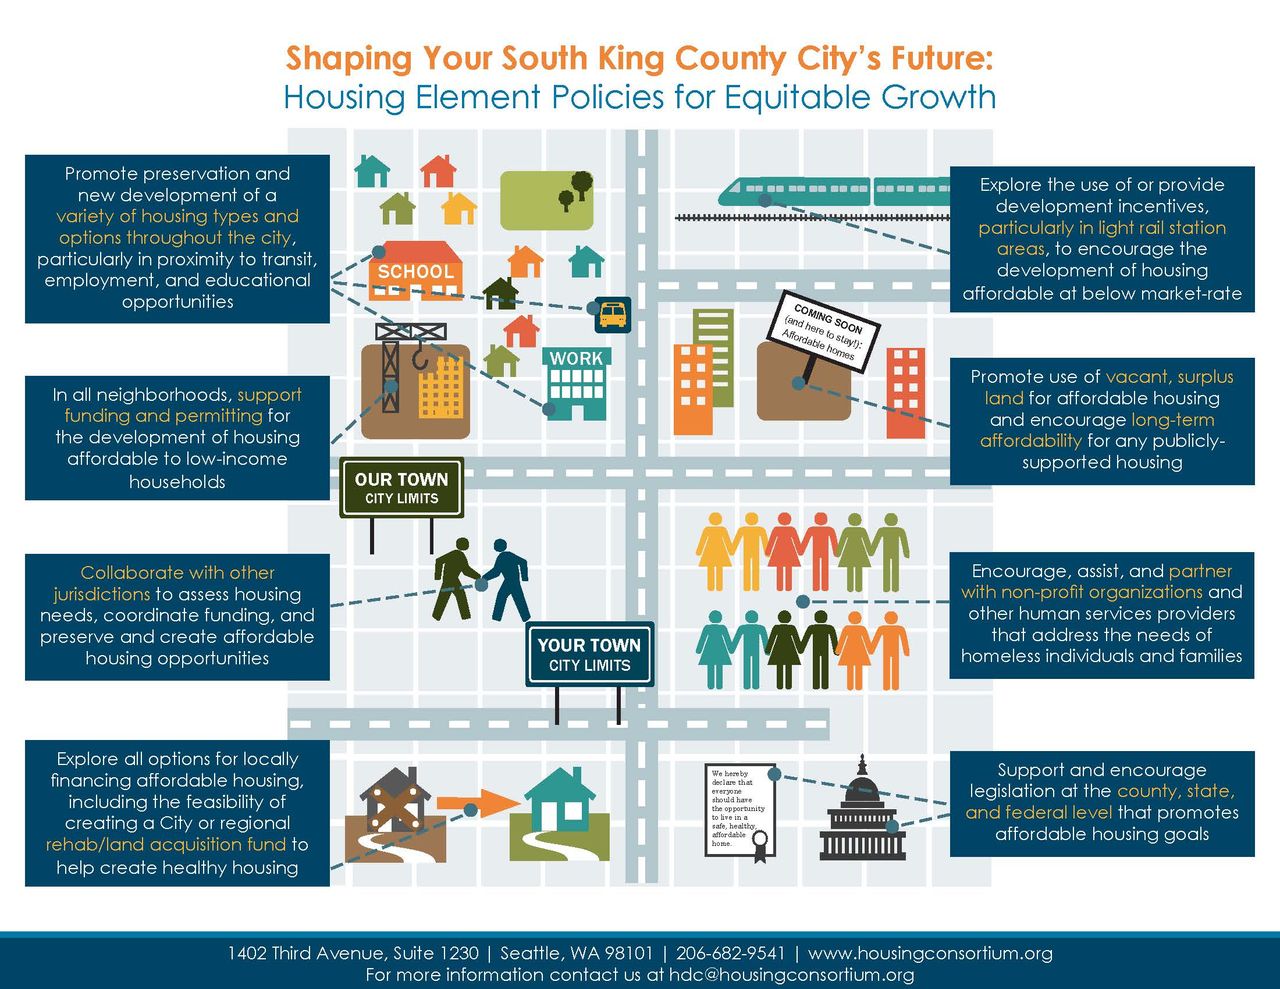 Shaping Your South King County City's Future:
Housing Element Policies for Equitable Growth
Promote preservation and
new development of a
variety of housing types and
options throughout the city,
particularly in proximity to transit,
employment, and educational
opportunities
In all neighborhoods, support
funding and permitting for
the development of housing
affordable to low-income
households
Collaborate with other
jurisdictions to assess housing
needs, coordinate funding, and
preserve and create affordable
housing opportunities
Explore all options for locally
financing affordable housing,
including the feasibility of
creating a City or regional
rehab/land acquisition fund to
help create healthy housing
SCHOOL
WORK
COMING SOON
(and here to stay!):
Affordable homes
OUR TOWN
CITY LIMITS
YOUR TOWN
CITY LIMITS
We hereby
declare that
everyone
should have
the opportunity
to live in a
safe, healthy,
affordable
home.
Explore the use of or provide
development incentives,
particularly in light rail station
areas, to encourage the
development of housing
affordable at below market-rate
Promote use of vacant, surplus
land for affordable housing
and encourage long-term
affordability for any publicly-
supported housing
Encourage, assist, and partner
with non-profit organizations and
other human services providers
that address the needs of
homeless individuals and families
Support and encourage
legislation at the county, state,
and federal level that promotes
affordable housing goals
1402 Third Avenue, Suite 1230 | Seattle, WA 98101 | 206-682-9541 | www.housingconsortium.org
For more information contact us at hdc@housingconsortium.org